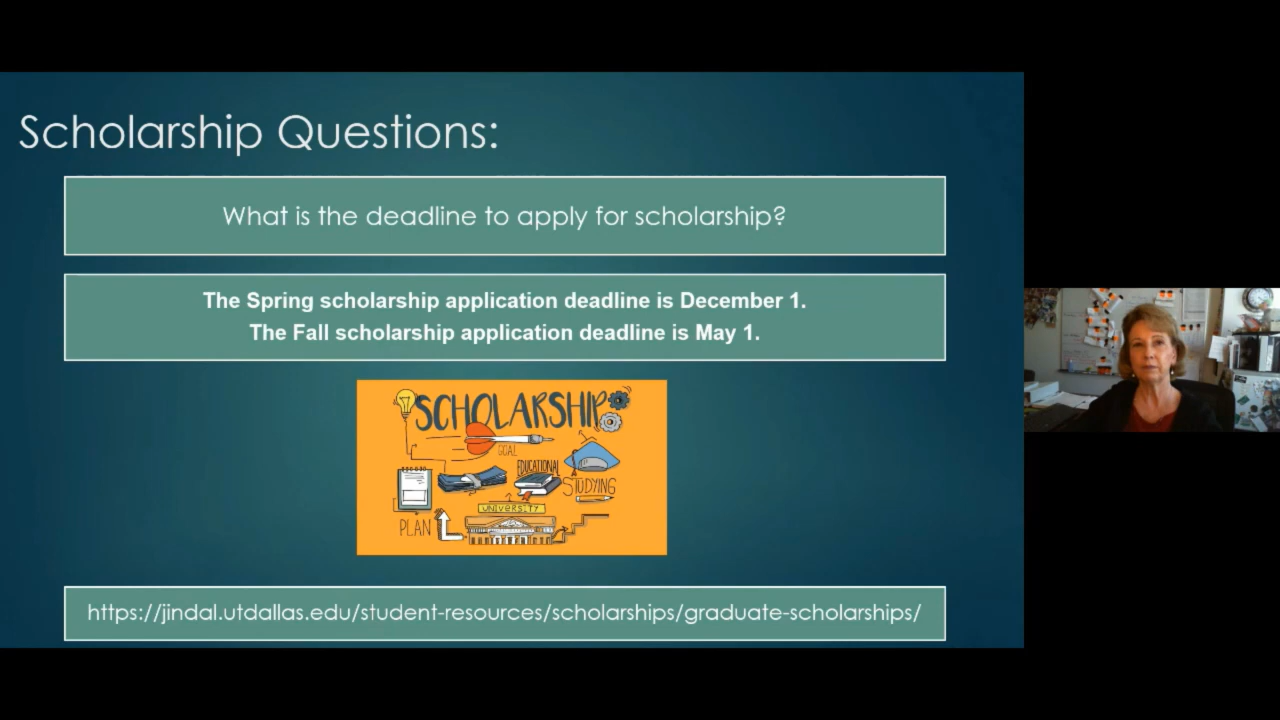 Scholarship Questions:
What is the deadline to apply for scholarship?
The Spring scholarship application deadline is December 1.
The Fall scholarship application deadline is May 1.
SCHOLARSHIP
GOAL
EDUCATIONAL
STUDYING
UNIVERSITY
PLAN
https://jindal.utdallas.edu/student-resources/scholarships/graduate-scholarships/